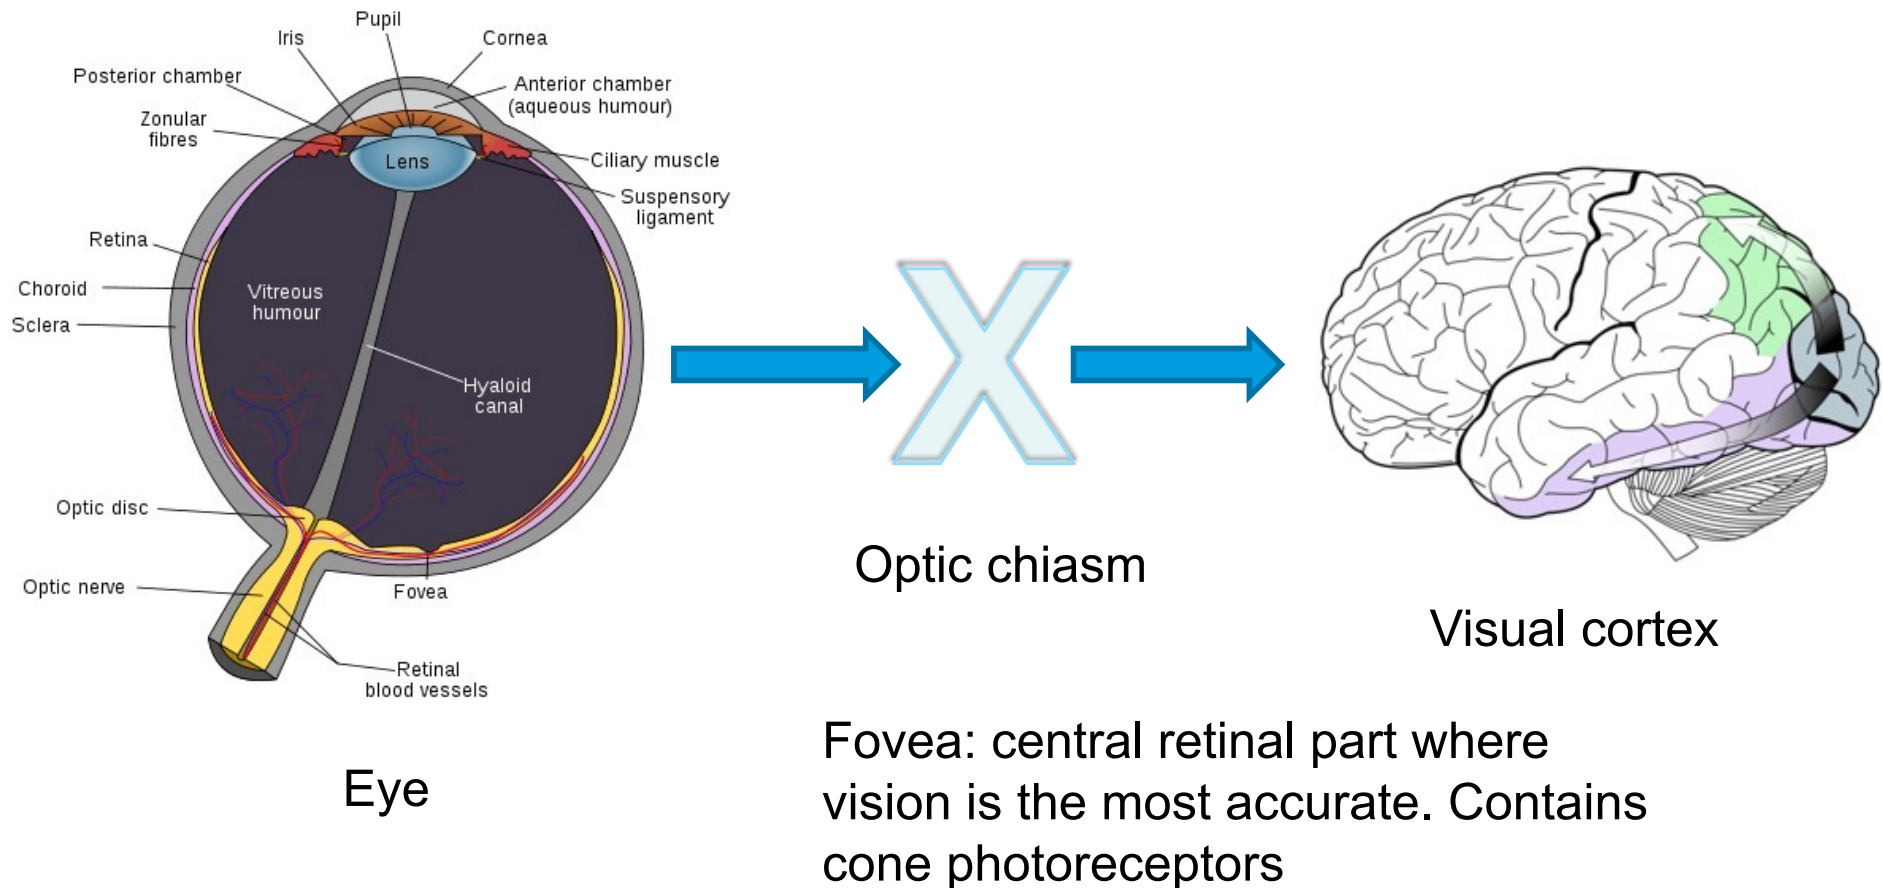 Pupil
Iris
Cornea
Posterior chamber
Anterior chamber
(aqueous humour)
Zonular
fibres
Lens
Ciliary muscle
Suspensory
ligament
Retina
Choroid
Vitreous
humour
Sclera
Hyaloid
canal
Optic disc
Optic nerve
Fovea
Retinal
blood vessels
Eye
X
Optic chiasm
Visual cortex
Fovea: central retinal part where
vision is the most accurate. Contains
cone photoreceptors